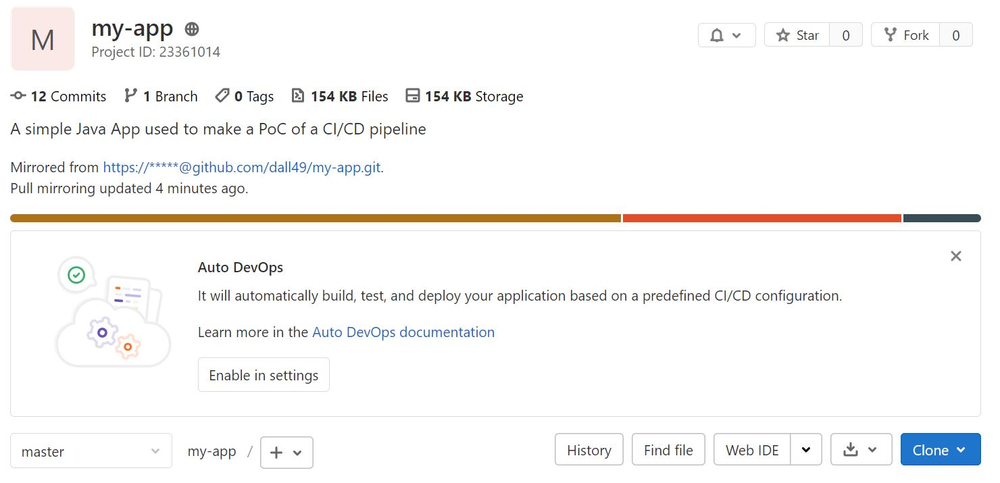 M
my-app
Project ID: 23361014
Star 0
Fork 0
12 Commits 1 Branch 0 Tags 154 KB Files 154 KB Storage
A simple Java App used to make a PoC of a CI/CD pipeline
Mirrored from https://*****@github.com/dall49/my-app.git.
Pull mirroring updated 4 minutes ago.
Auto DevOps
It will automatically build, test, and deploy your application based on a predefined CI/CD configuration.
Learn more in the Auto DevOps documentation
Enable in settings
master my-app / + History Find file Web IDE Clone